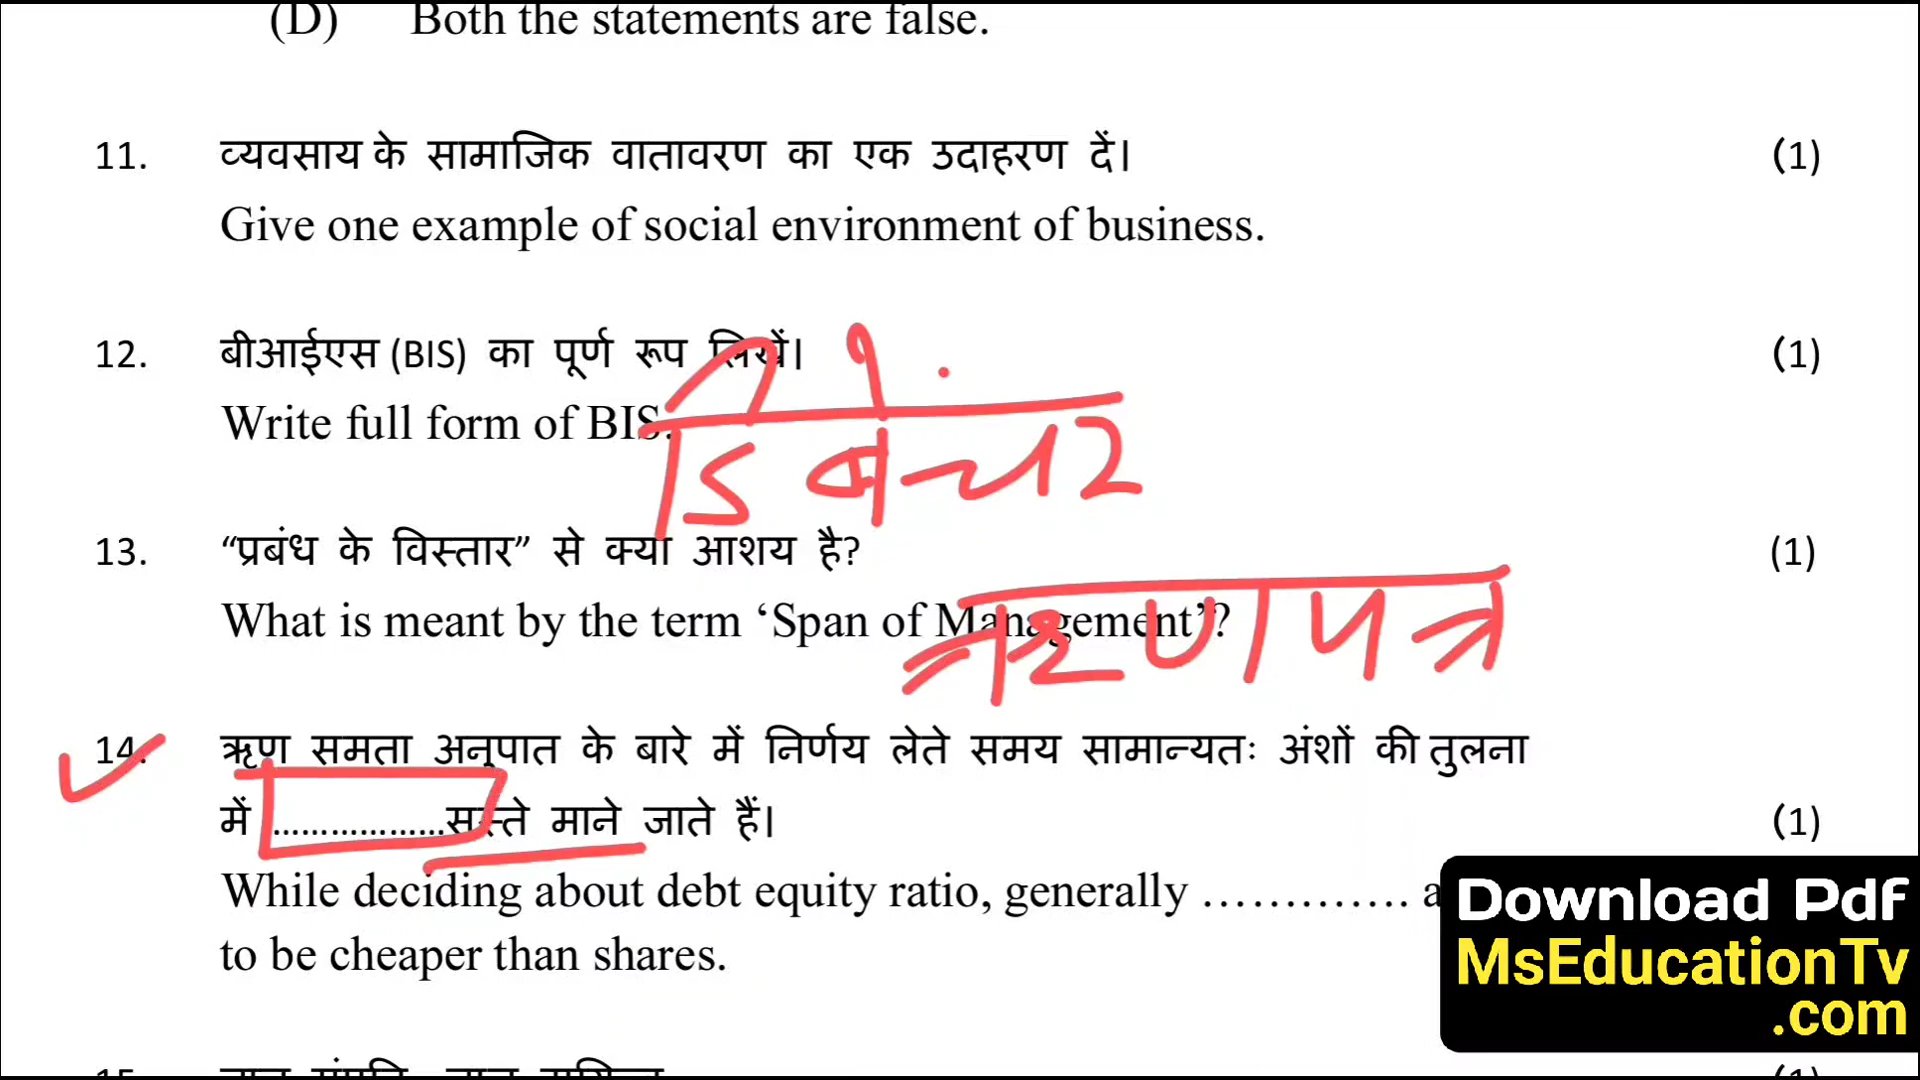 (D) Both the statements are false.
11. व्यवसाय के सामाजिक वातावरण का एक उदाहरण दें। (1)
Give one example of social environment of business.
12. बीआईएस (BIS) का पूर्ण रूप लिखें। (1)
Write full form of BIS.
डिबेंचर
13. “प्रबंध के विस्तार” से क्या आशय है? (1)
What is meant by the term ‘Span of Management’?
ऋणपत्र
14. ऋण समता अनुपात के बारे में निर्णय लेते समय सामान्यतः अंशों की तुलना
में ..................सस्ते माने जाते हैं। (1)
While deciding about debt equity ratio, generally ............. a
to be cheaper than shares.
Download Pdf
MsEducationTv
.com